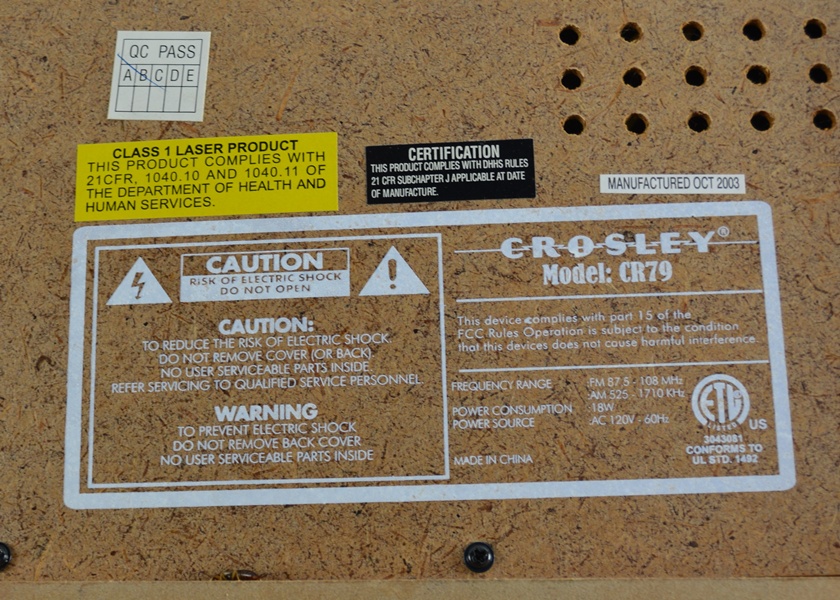 QC PASS
A B C D E
CLASS 1 LASER PRODUCT
THIS PRODUCT COMPLIES WITH
21CFR, 1040.10 AND 1040.11 OF
THE DEPARTMENT OF HEALTH AND
HUMAN SERVICES.
CERTIFICATION
THIS PRODUCT COMPLIES WITH DHHS RULES
21 CFR SUBCHAPTER J APPLICABLE AT DATE
OF MANUFACTURE.
MANUFACTURED OCT 2003
CAUTION
RISK OF ELECTRIC SHOCK
DO NOT OPEN
!
CAUTION:
TO REDUCE THE RISK OF ELECTRIC SHOCK.
DO NOT REMOVE COVER (OR BACK)
NO USER SERVICEABLE PARTS INSIDE.
REFER SERVICING TO QUALIFIED SERVICE PERSONNEL.
WARNING
TO PREVENT ELECTRIC SHOCK
DO NOT REMOVE BACK COVER
NO USER SERVICEABLE PARTS INSIDE
CROSLEY®
Model: CR79
This device complies with part 15 of the
FCC Rules Operation is subject to the condition
that this devices does not cause harmful interference.
FREQUENCY RANGE :FM 87.5 - 108 MHz
:AM 525 - 1710 KHz
POWER CONSUMPTION :18W
POWER SOURCE :AC 120V - 60Hz
MADE IN CHINA
ETL
LISTED
US
3043081
CONFORMS TO
UL STD. 1492